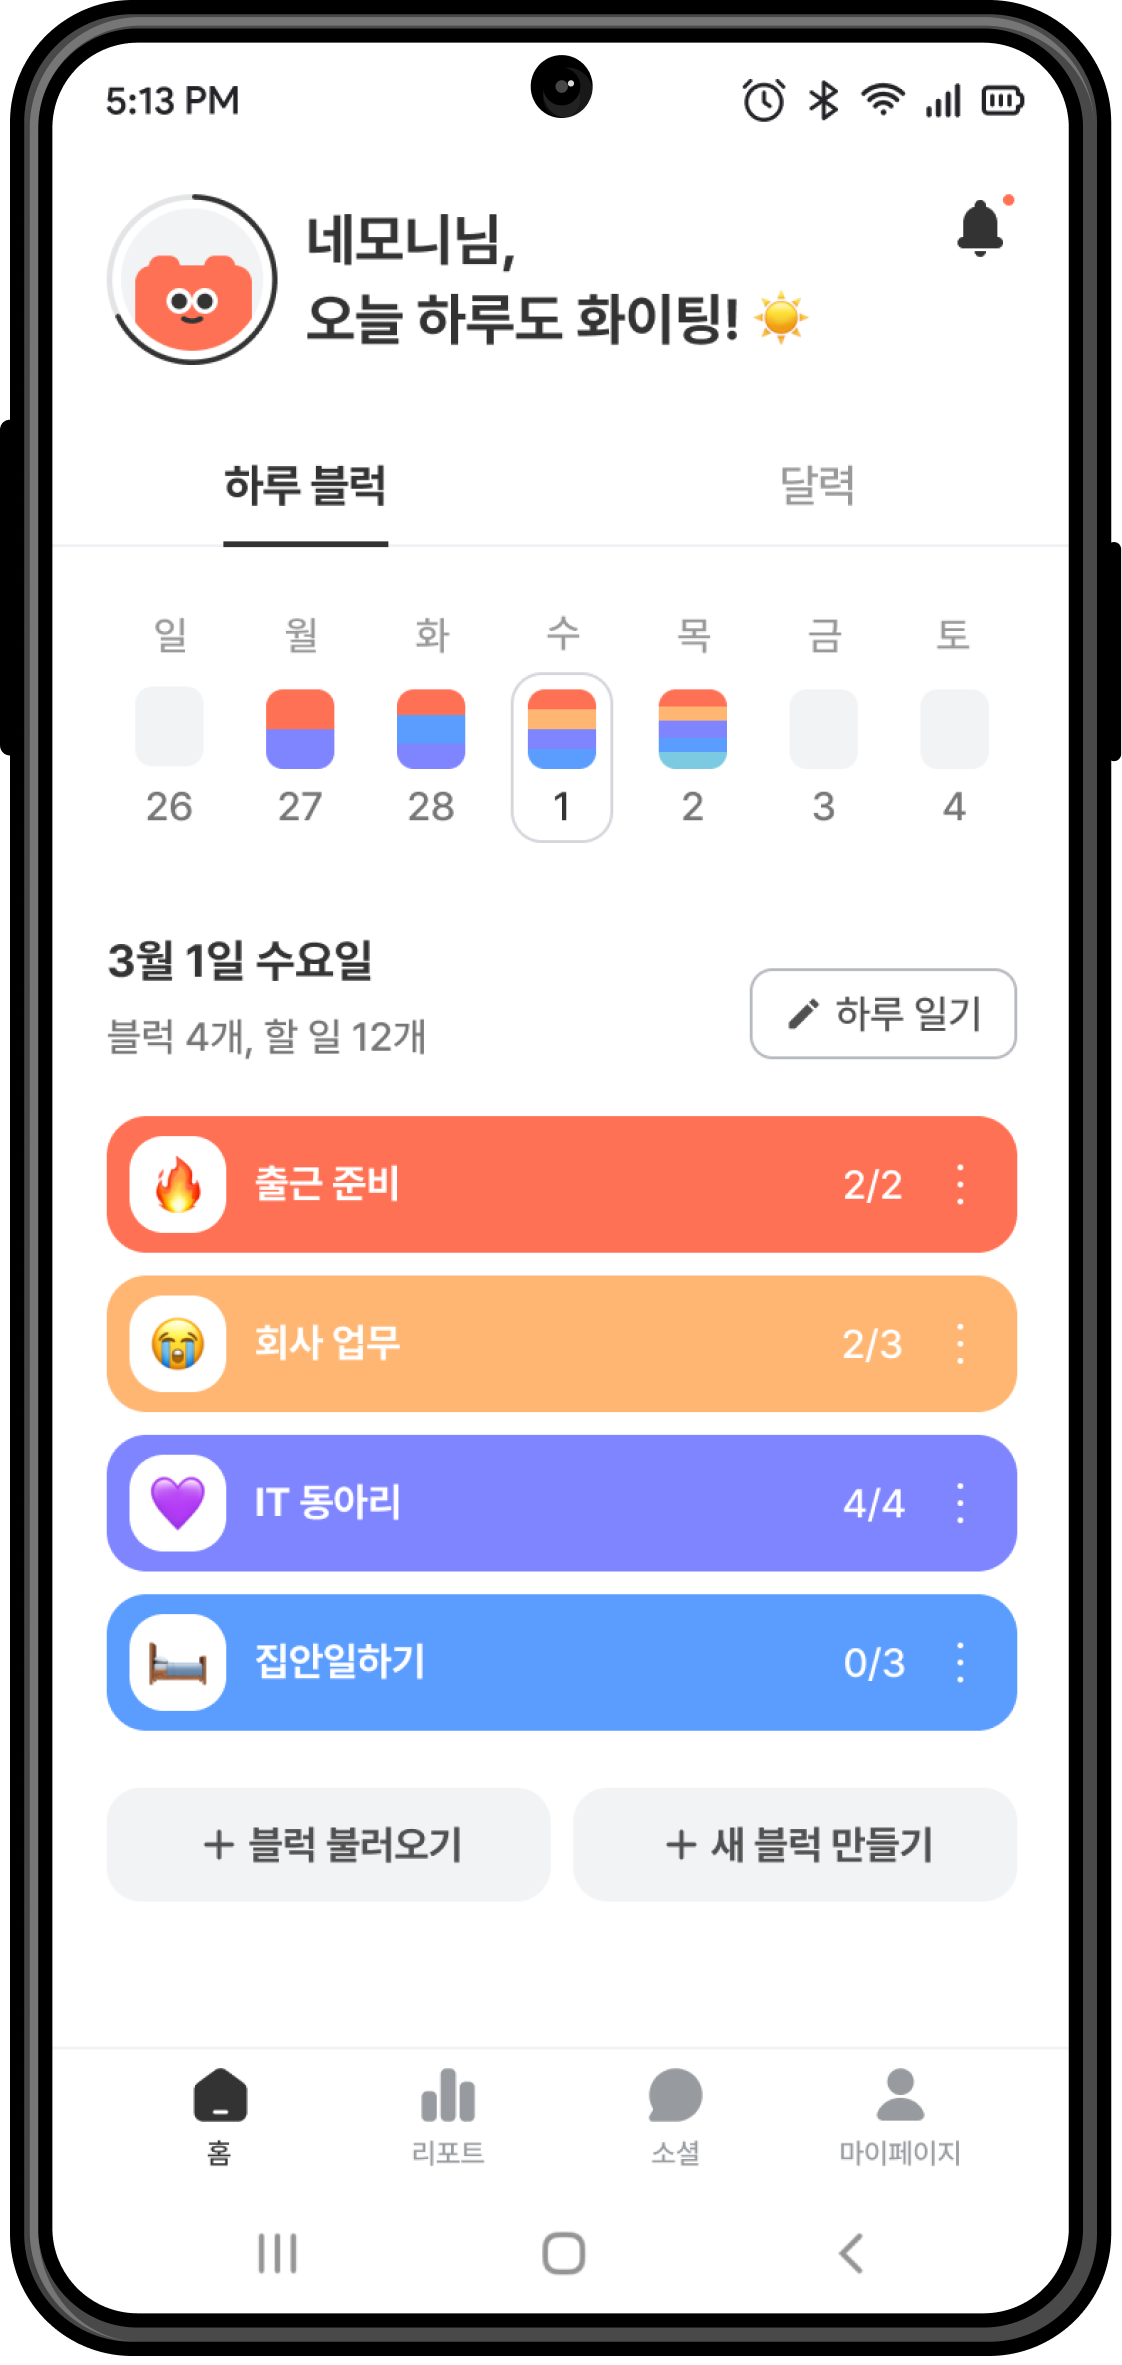 5:13 PM
네모니님,
오늘 하루도 화이팅! ☀️
하루 블럭
달력
일 월 화 수 목 금 토
26 27 28 1 2 3 4
3월 1일 수요일
블럭 4개, 할 일 12개
하루 일기
출근 준비 2/2
회사 업무 2/3
IT 동아리 4/4
집안일하기 0/3
+ 블럭 불러오기
+ 새 블럭 만들기
홈 리포트 소셜 마이페이지